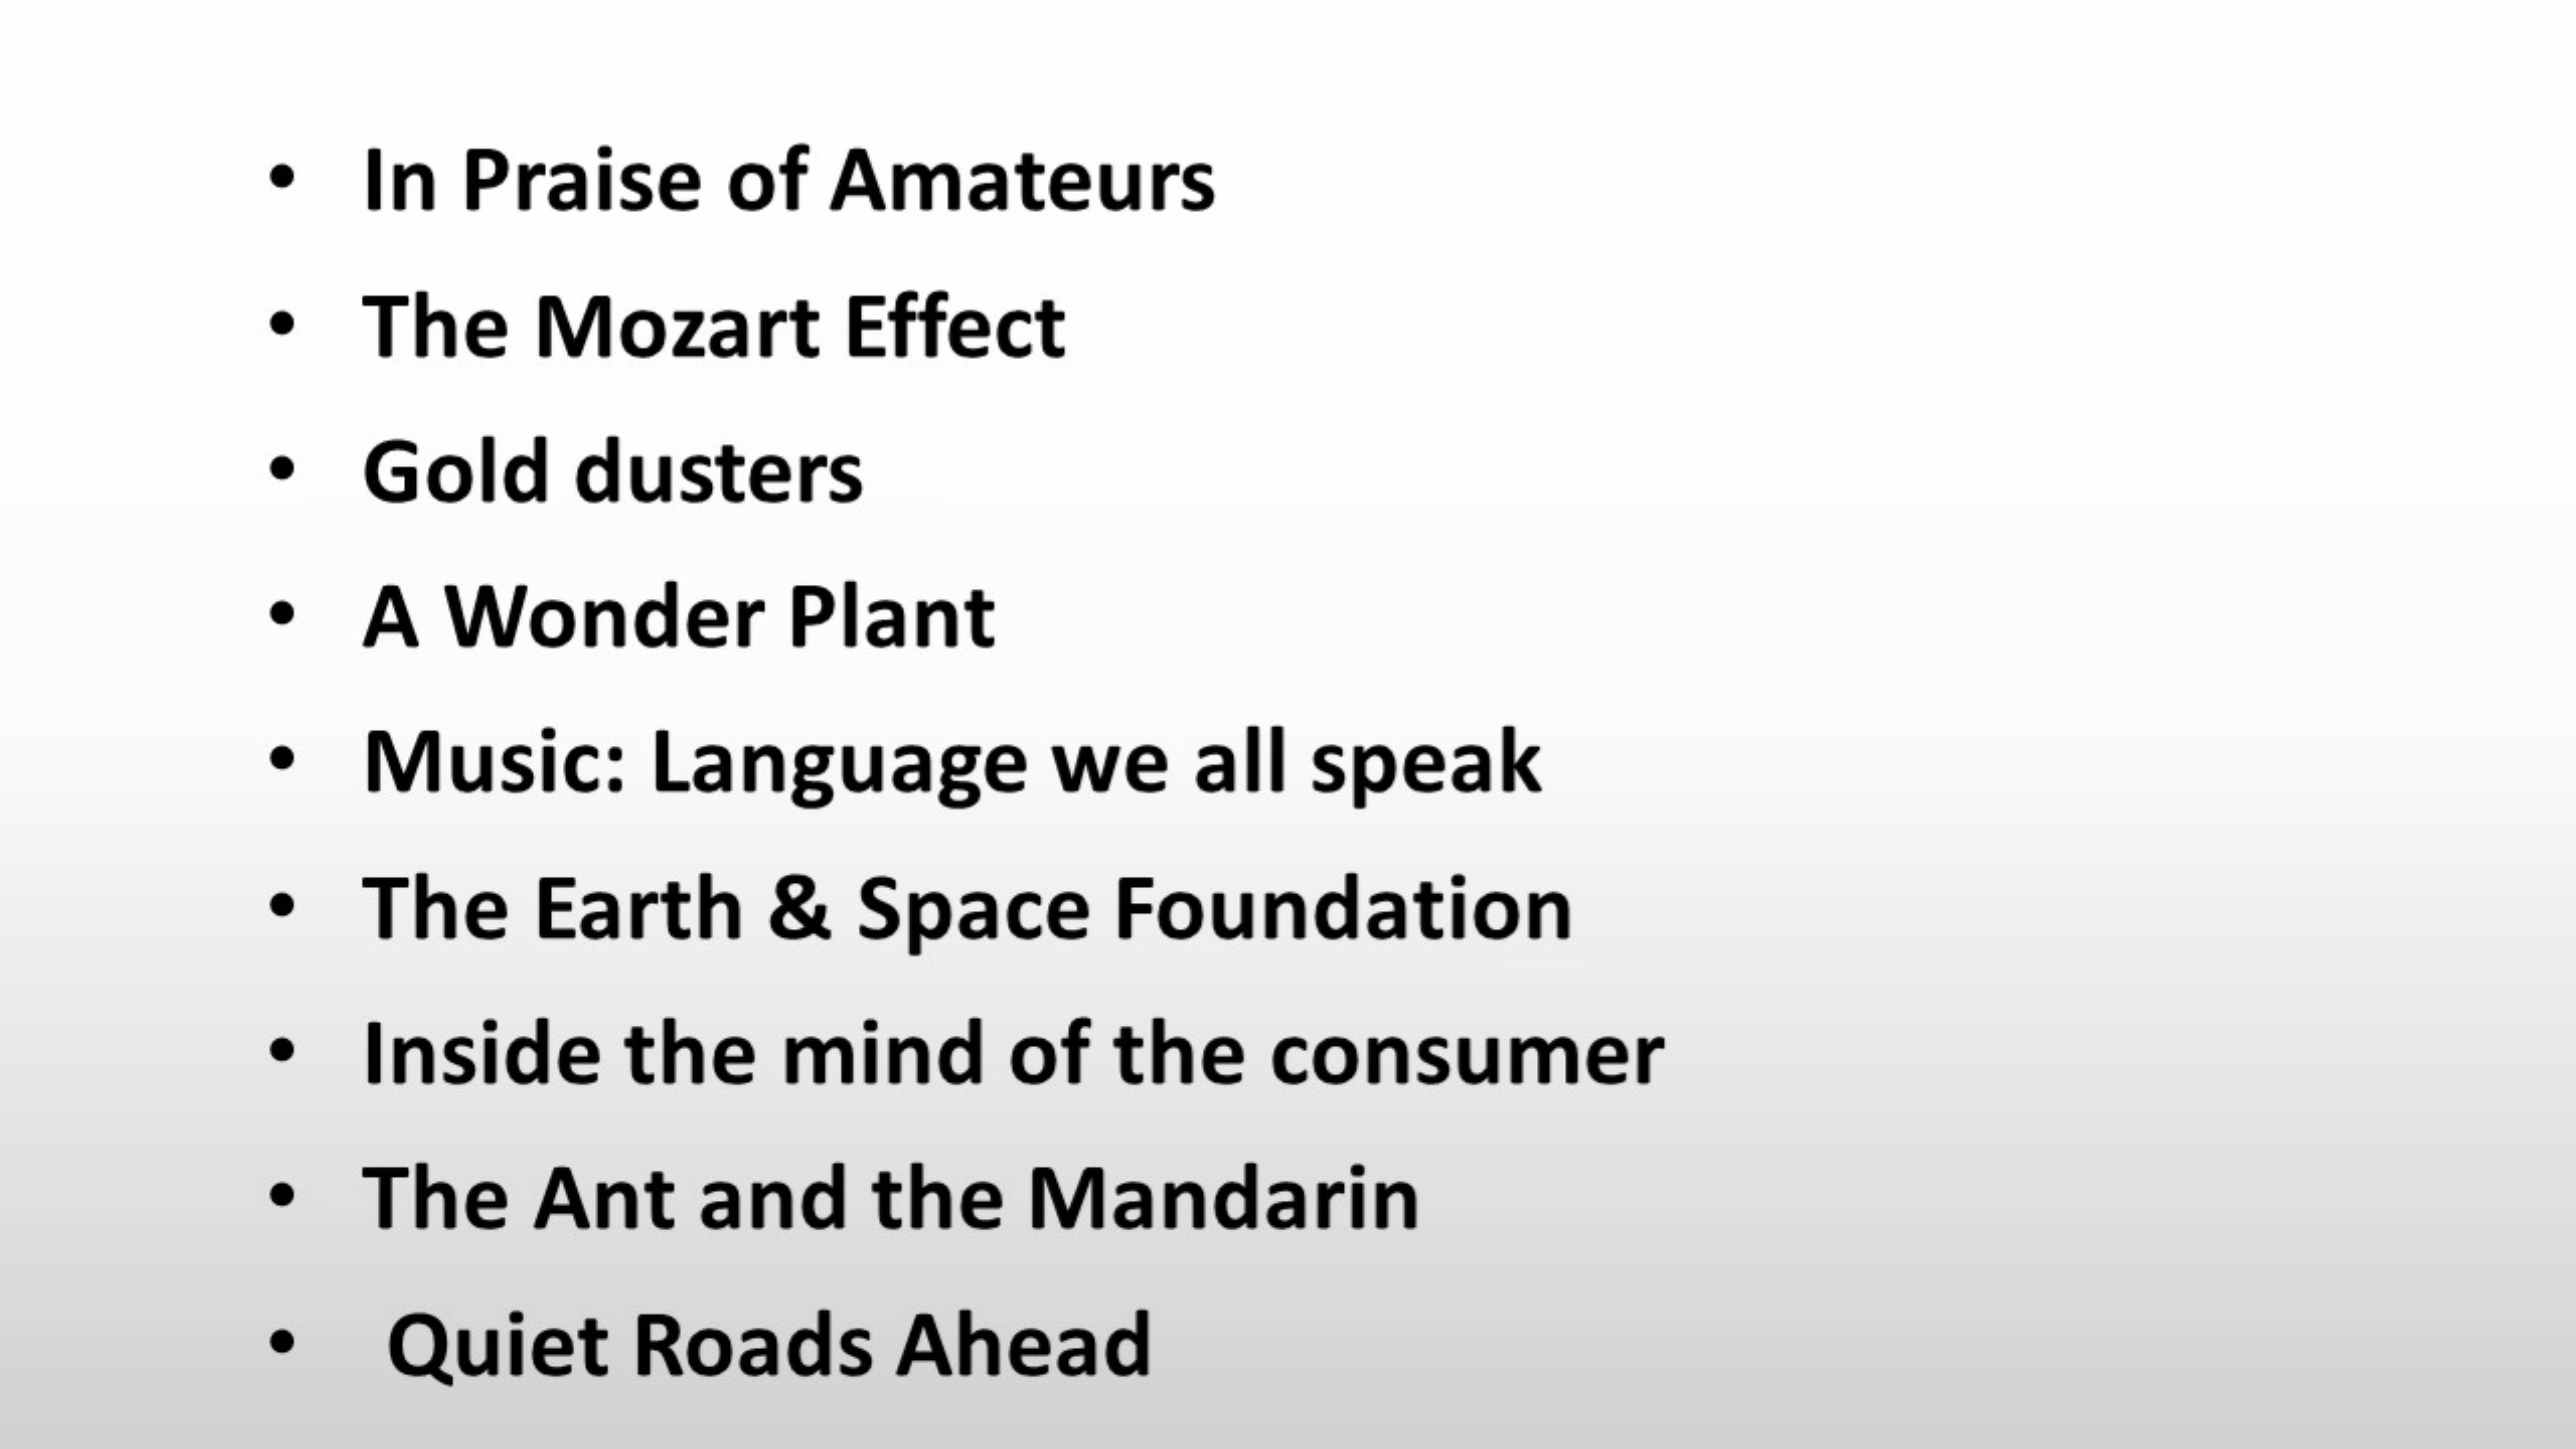 • In Praise of Amateurs
• The Mozart Effect
• Gold dusters
• A Wonder Plant
• Music: Language we all speak
• The Earth & Space Foundation
• Inside the mind of the consumer
• The Ant and the Mandarin
• Quiet Roads Ahead